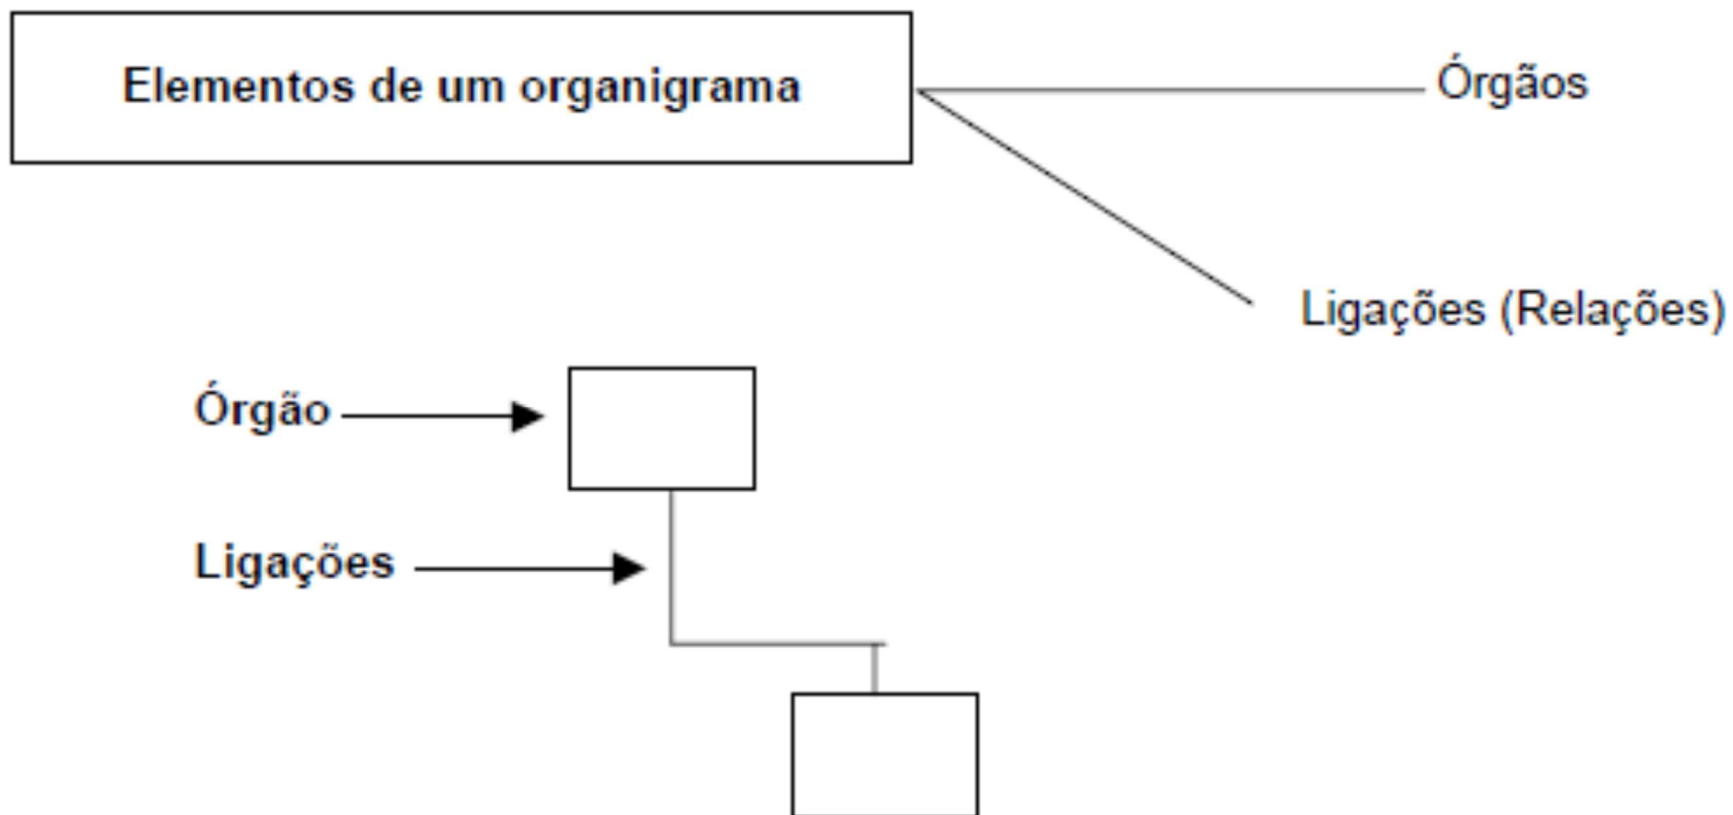 Elementos de um organigrama
Órgãos
Ligações (Relações)
Órgão
Ligações